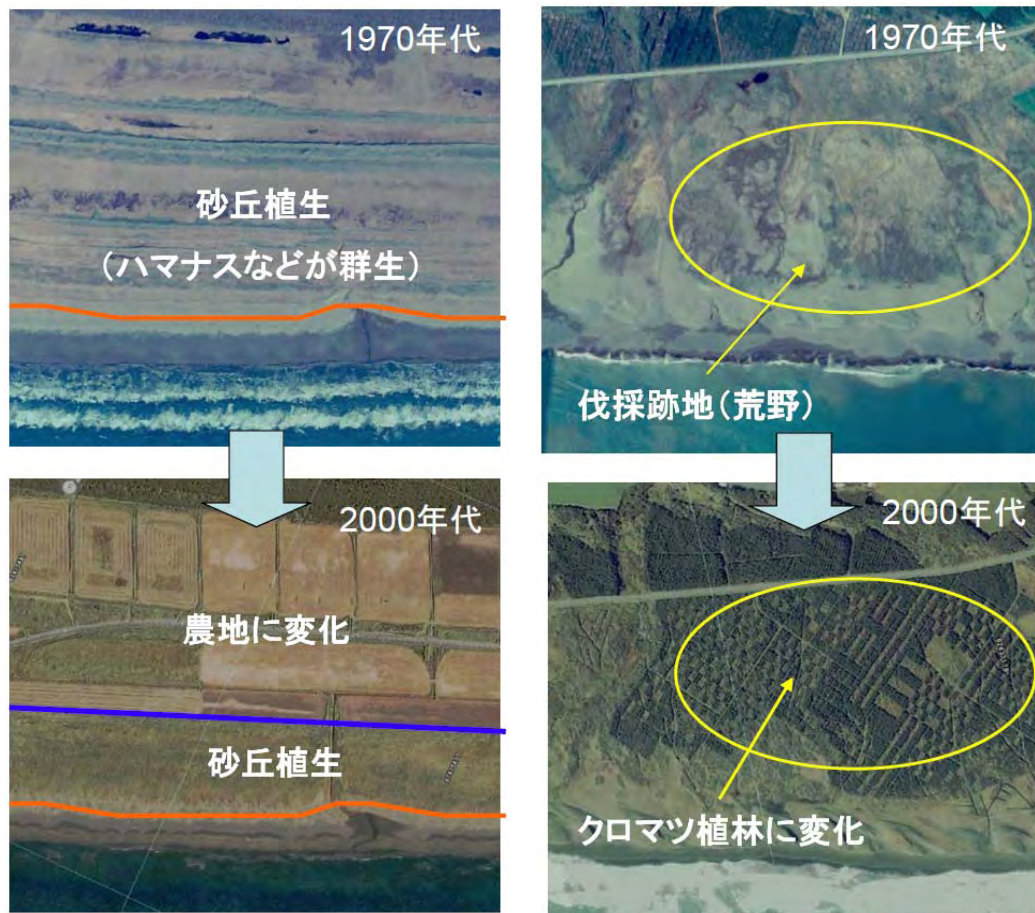 1970年代
砂丘植生
（ハマナスなどが群生）
2000年代
農地に変化
砂丘植生
1970年代
伐採跡地（荒野）
2000年代
クロマツ植林に変化